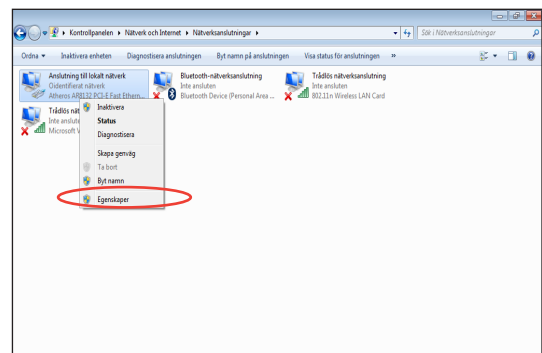 Kontrollpanelen ▸ Nätverk och Internet ▸ Nätverksanslutningar ▸
Sök i Nätverksanslutningar
Ordna Inaktivera enheten Diagnostisera anslutningen Byt namn på anslutningen Visa status för anslutningen »
Anslutning till lokalt nätverk
Oidentifierat nätverk
Atheros AR8132 PCI-E Fast Ethern...
Bluetooth-nätverksanslutning
Inte ansluten
Bluetooth Device (Personal Area ...
Trådlös nätverksanslutning
Inte ansluten
802.11n Wireless LAN Card
Trådlös nät
Inte anslute
Microsoft V
Inaktivera
Status
Diagnostisera
Skapa genväg
Ta bort
Byt namn
Egenskaper